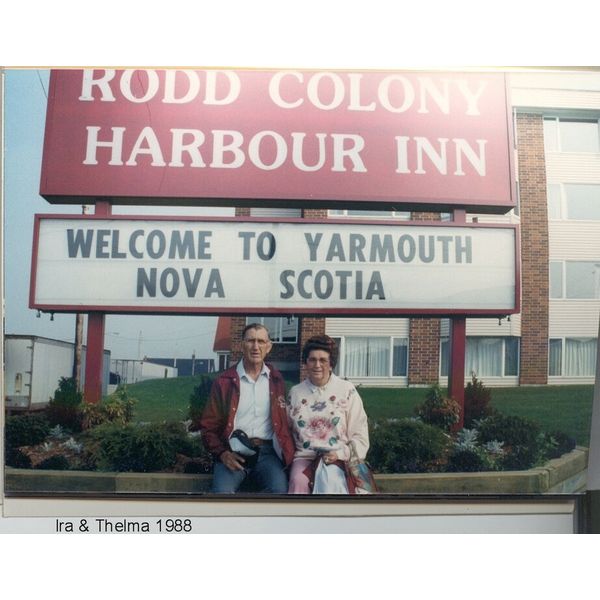 RODD COLONY
HARBOUR INN
WELCOME TO YARMOUTH
NOVA SCOTIA
Ira & Thelma 1988